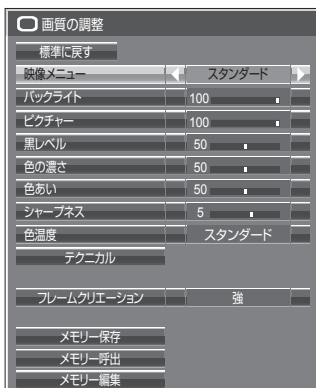 画質の調整
標準に戻す
映像メニュー スタンダード
バックライト 100
ピクチャー 100
黒レベル 50
色の濃さ 50
色あい 50
シャープネス 5
色温度 スタンダード
テクニカル
フレームクリエーション 強
メモリー保存
メモリー呼出
メモリー編集